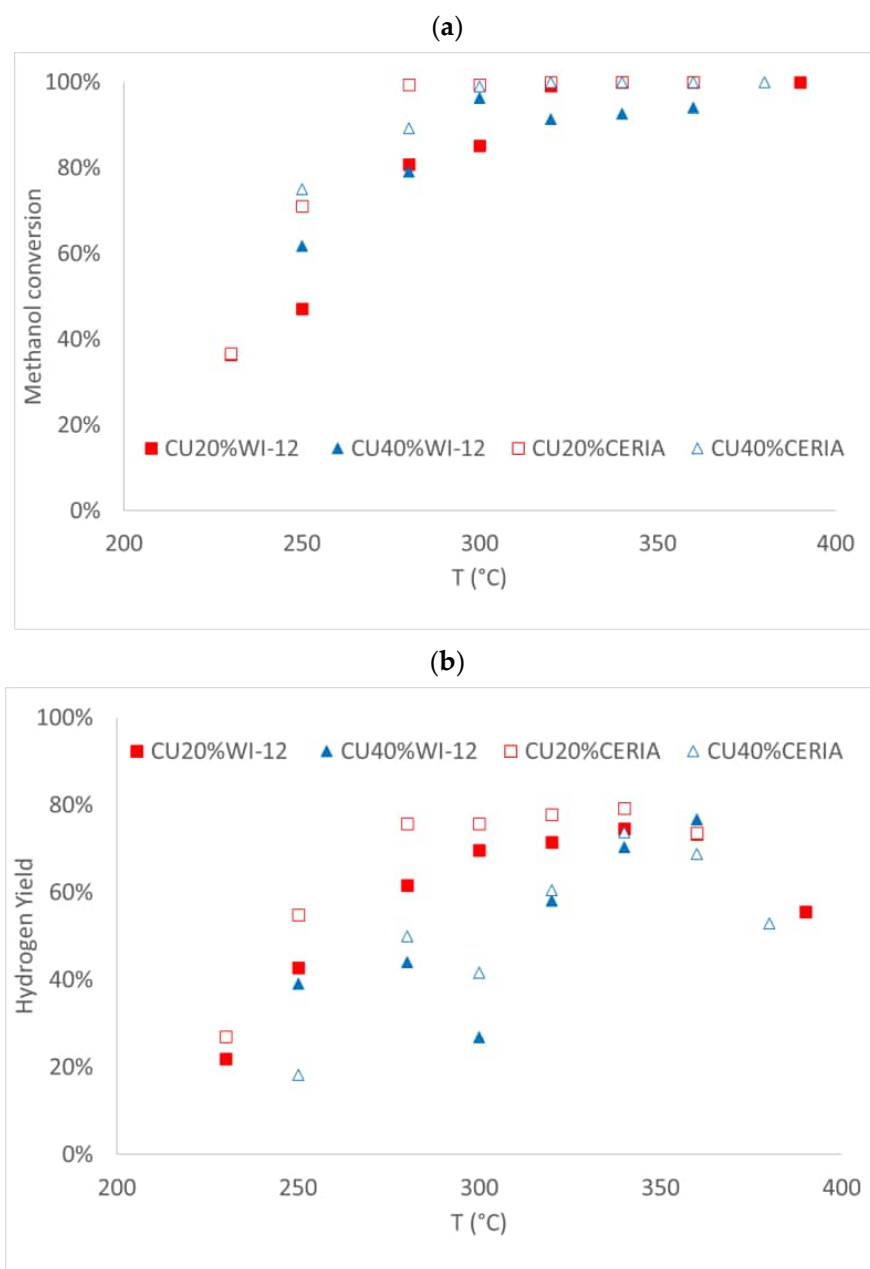 (a)
100%
80%
60%
40%
20%
0%
Methanol conversion
CU20%WI-12 CU40%WI-12 CU20%CERIA CU40%CERIA
200 250 300 350 400
T (°C)
(b)
100%
80%
60%
40%
20%
0%
Hydrogen Yield
CU20%WI-12 CU40%WI-12 CU20%CERIA CU40%CERIA
200 250 300 350 400
T (°C)